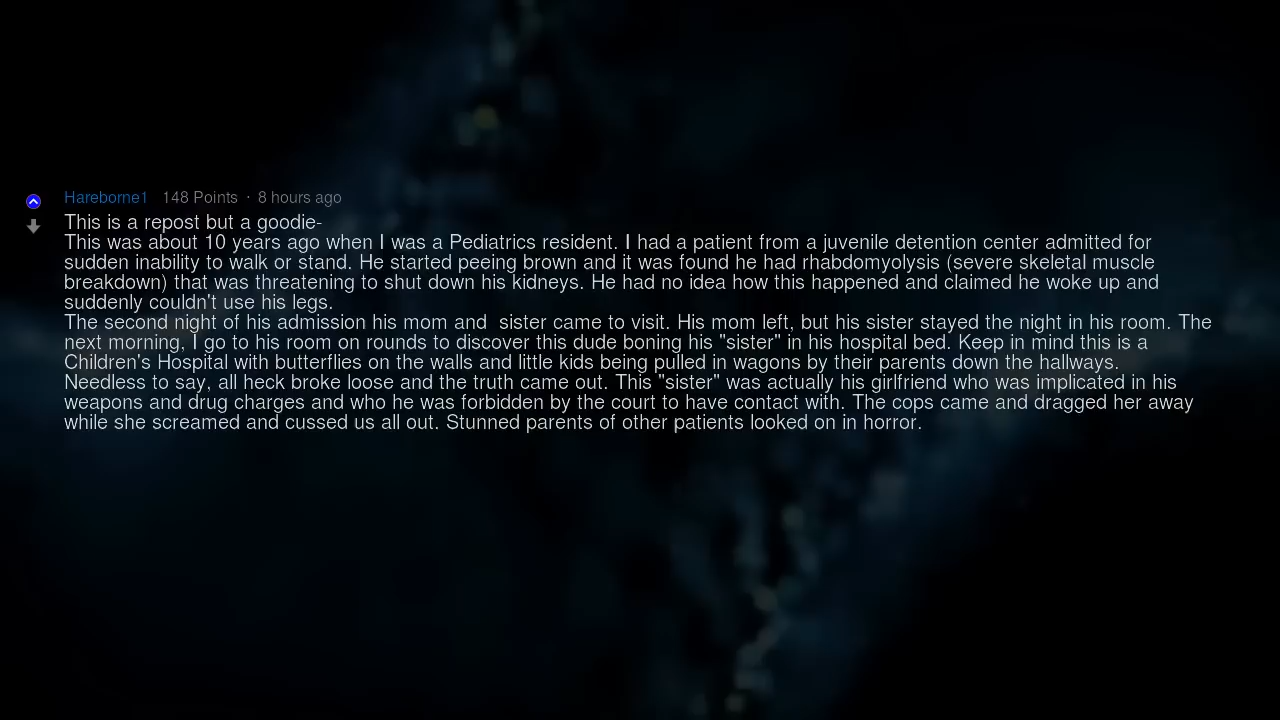 Hareborne1 148 Points · 8 hours ago
This is a repost but a goodie-
This was about 10 years ago when I was a Pediatrics resident. I had a patient from a juvenile detention center admitted for
sudden inability to walk or stand. He started peeing brown and it was found he had rhabdomyolysis (severe skeletal muscle
breakdown) that was threatening to shut down his kidneys. He had no idea how this happened and claimed he woke up and
suddenly couldn't use his legs.
The second night of his admission his mom and  sister came to visit. His mom left, but his sister stayed the night in his room. The
next morning, I go to his room on rounds to discover this dude boning his "sister" in his hospital bed. Keep in mind this is a
Children's Hospital with butterflies on the walls and little kids being pulled in wagons by their parents down the hallways.
Needless to say, all heck broke loose and the truth came out. This "sister" was actually his girlfriend who was implicated in his
weapons and drug charges and who he was forbidden by the court to have contact with. The cops came and dragged her away
while she screamed and cussed us all out. Stunned parents of other patients looked on in horror.